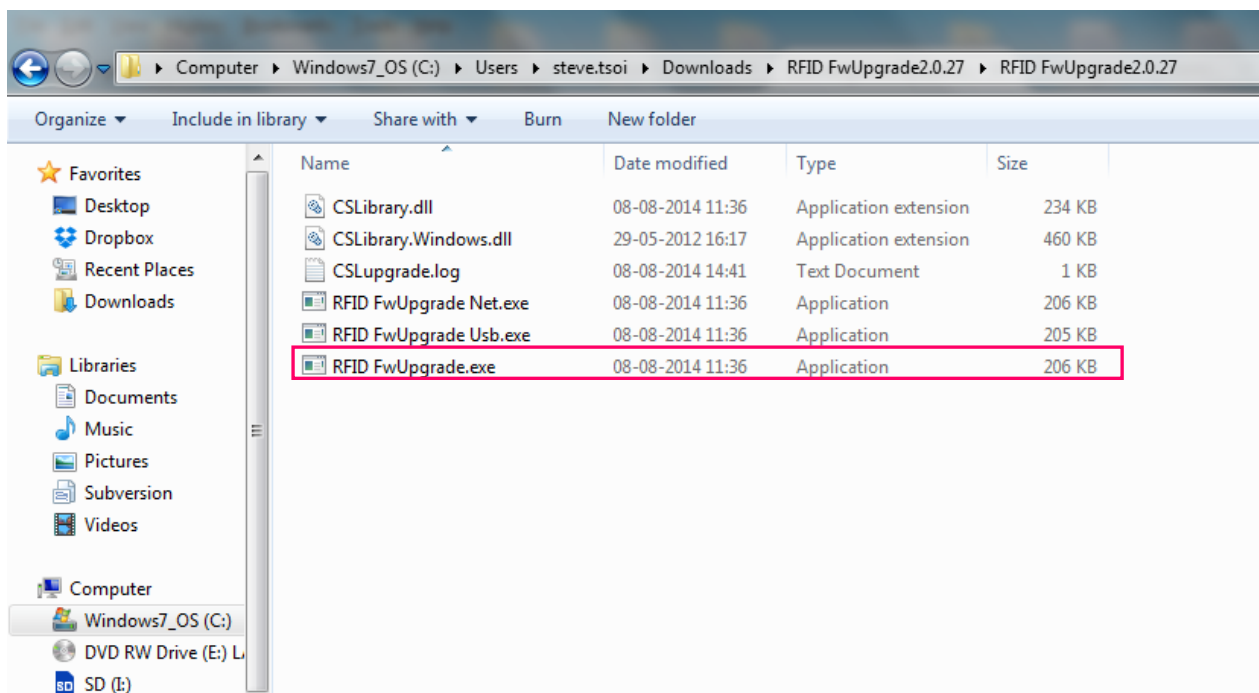 Computer Windows7_OS (C:) Users steve.tsoi Downloads RFID FwUpgrade2.0.27 RFID FwUpgrade2.0.27
Organize Include in library Share with Burn New folder
Favorites
Desktop
Dropbox
Recent Places
Downloads
Libraries
Documents
Music
Pictures
Subversion
Videos
Computer
Windows7_OS (C:)
DVD RW Drive (E:) L
SD (I:)
Name Date modified Type Size
CSLibrary.dll 08-08-2014 11:36 Application extension 234 KB
CSLibrary.Windows.dll 29-05-2012 16:17 Application extension 460 KB
CSLupgrade.log 08-08-2014 14:41 Text Document 1 KB
RFID FwUpgrade Net.exe 08-08-2014 11:36 Application 206 KB
RFID FwUpgrade Usb.exe 08-08-2014 11:36 Application 205 KB
RFID FwUpgrade.exe 08-08-2014 11:36 Application 206 KB